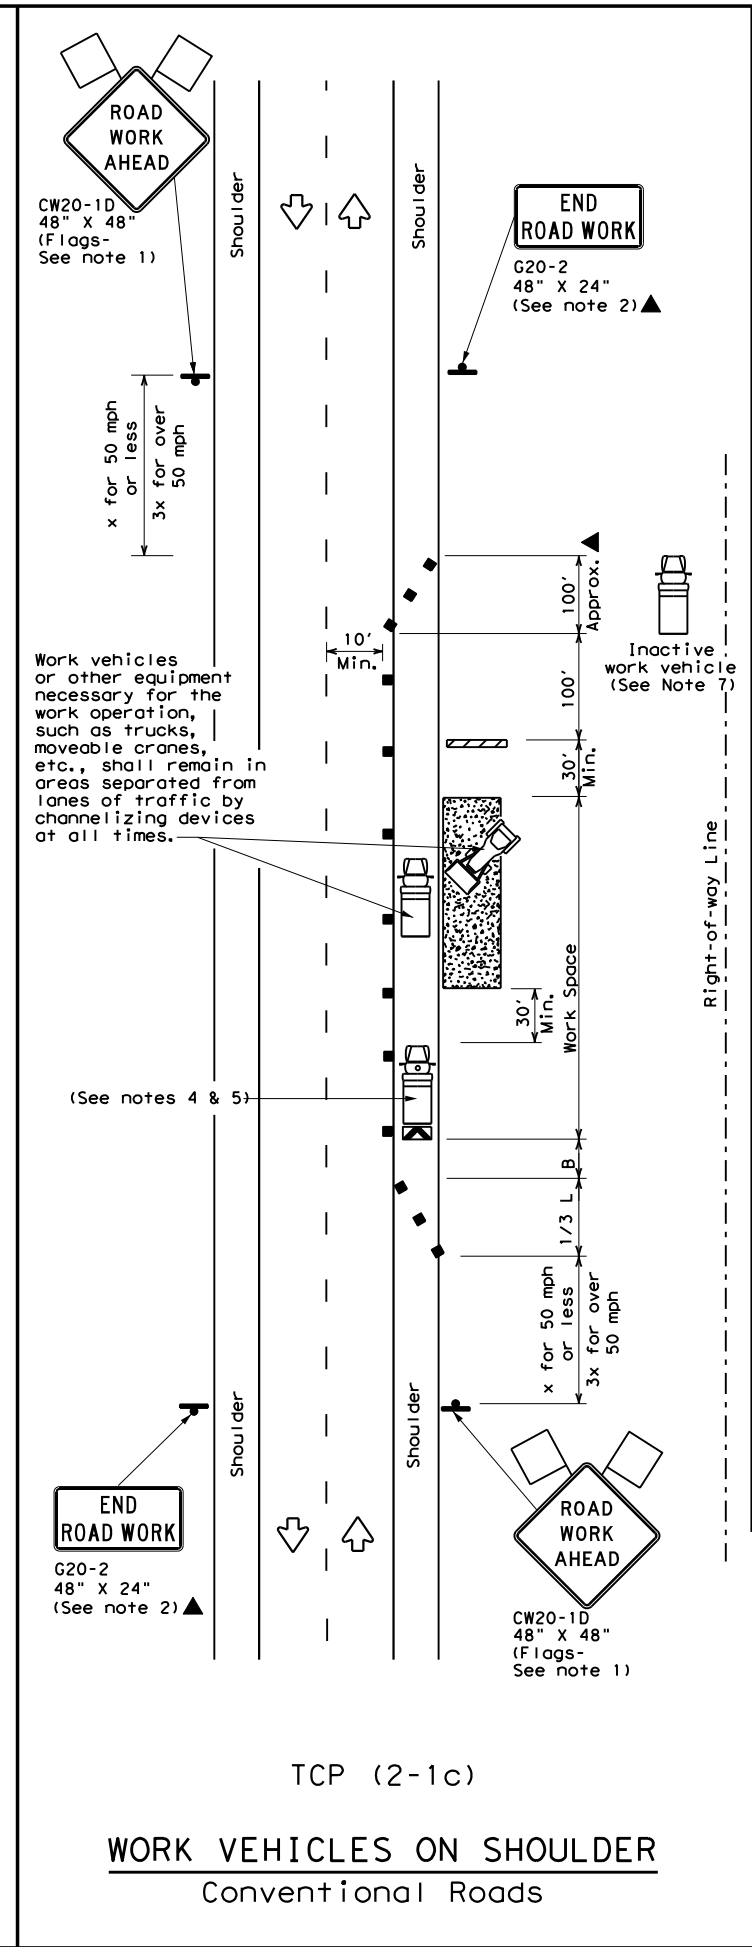 ROAD
WORK
AHEAD
CW20-1D
48" X 48"
(Flags-
See note 1)
Shoulder
Shoulder
END
ROAD WORK
G20-2
48" X 24"
(See note 2)▲
x for 50 mph
or less
3x for over
50 mph
100'
Approx.
10'
Min.
100'
Inactive
work vehicle
(See Note 7)
Work vehicles
or other equipment
necessary for the
work operation,
such as trucks,
moveable cranes,
etc., shall remain in
areas separated from
lanes of traffic by
channelizing devices
at all times.
30'
Min.
Right-of-way Line
Work Space
30'
Min.
(See notes 4 & 5)
B
1/3 L
x for 50 mph
or less
3x for over
50 mph
Shoulder
Shoulder
END
ROAD WORK
G20-2
48" X 24"
(See note 2)▲
ROAD
WORK
AHEAD
CW20-1D
48" X 48"
(Flags-
See note 1)
TCP (2-1c)
WORK VEHICLES ON SHOULDER
Conventional Roads